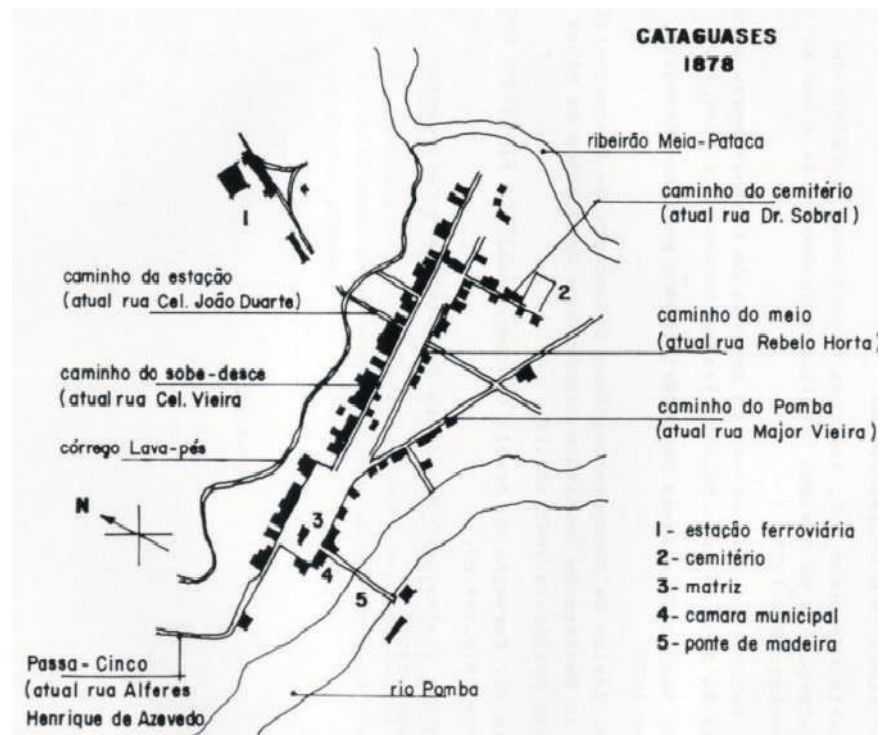 CATAGUASES
1878
ribeirão Meia-Pataca
caminho do cemitério
(atual rua Dr. Sobral)
1
2
caminho da estação
(atual rua Cel. João Duarte)
caminho do meio
(atual rua Rebelo Horta)
caminho do sobe-desce
(atual rua Cel. Vieira
caminho do Pomba
(atual rua Major Vieira)
córrego Lava-pés
N
3
4
5
1- estação ferroviária
2- cemitério
3- matriz
4- camara municipal
5- ponte de madeira
Passa-Cinco
(atual rua Alferes
Henrique de Azevedo
rio Pomba